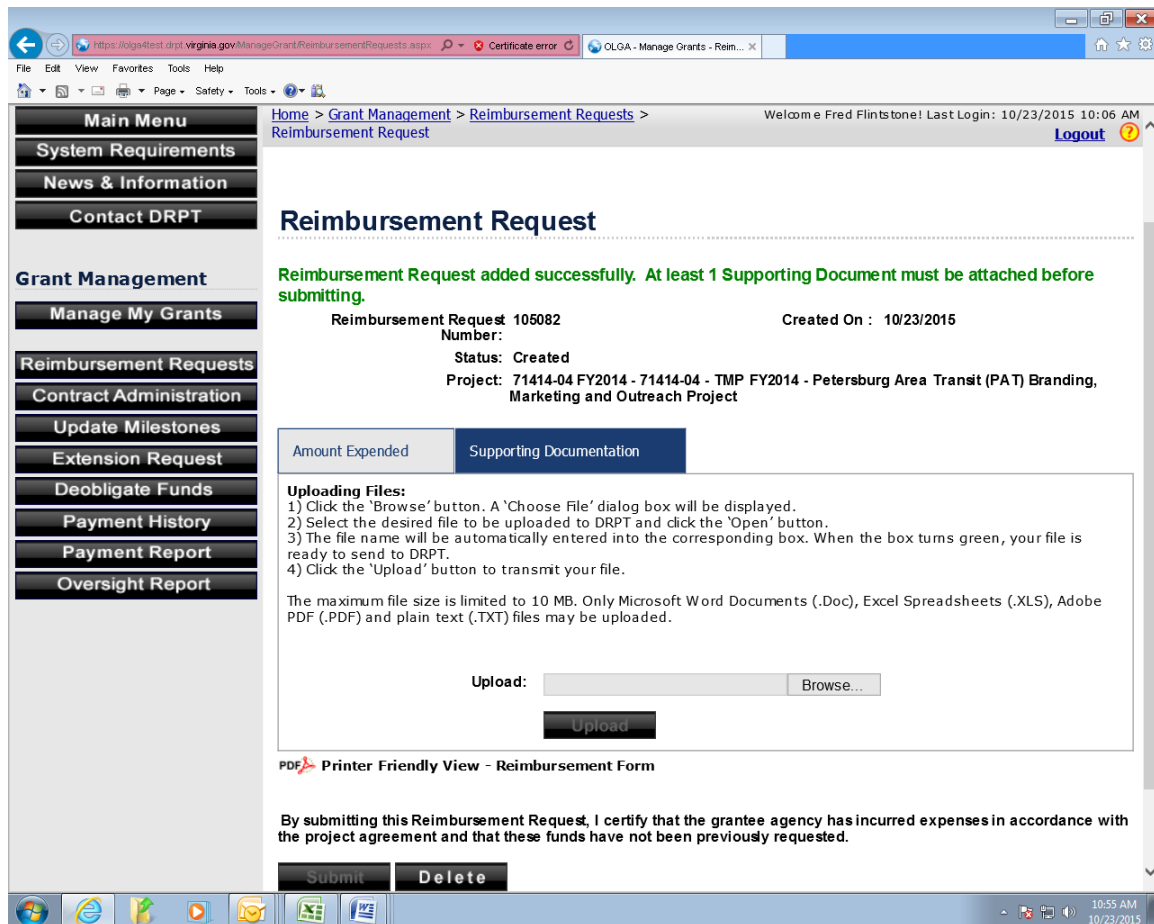 https://olga4test.drpt.virginia.gov/ManageGrant/ReimbursementRequests.aspx
Certificate error
OLGA - Manage Grants - Reim...
File Edit View Favorites Tools Help
Page Safety Tools
Main Menu
System Requirements
News & Information
Contact DRPT
Grant Management
Manage My Grants
Reimbursement Requests
Contract Administration
Update Milestones
Extension Request
Deobligate Funds
Payment History
Payment Report
Oversight Report
Home > Grant Management > Reimbursement Requests >
Reimbursement Request
Welcome Fred Flintstone! Last Login: 10/23/2015 10:06 AM
Logout ?
Reimbursement Request
Reimbursement Request added successfully. At least 1 Supporting Document must be attached before
submitting.
Reimbursement Request 105082 Created On : 10/23/2015
Number:
Status: Created
Project: 71414-04 FY2014 - 71414-04 - TMP FY2014 - Petersburg Area Transit (PAT) Branding,
Marketing and Outreach Project
Amount Expended Supporting Documentation
Uploading Files:
1) Click the 'Browse' button. A 'Choose File' dialog box will be displayed.
2) Select the desired file to be uploaded to DRPT and click the 'Open' button.
3) The file name will be automatically entered into the corresponding box. When the box turns green, your file is
ready to send to DRPT.
4) Click the 'Upload' button to transmit your file.
The maximum file size is limited to 10 MB. Only Microsoft Word Documents (.Doc), Excel Spreadsheets (.XLS), Adobe
PDF (.PDF) and plain text (.TXT) files may be uploaded.
Upload: Browse...
Upload
PDF Printer Friendly View - Reimbursement Form
By submitting this Reimbursement Request, I certify that the grantee agency has incurred expenses in accordance with
the project agreement and that these funds have not been previously requested.
Submit Delete
10:55 AM
10/23/2015